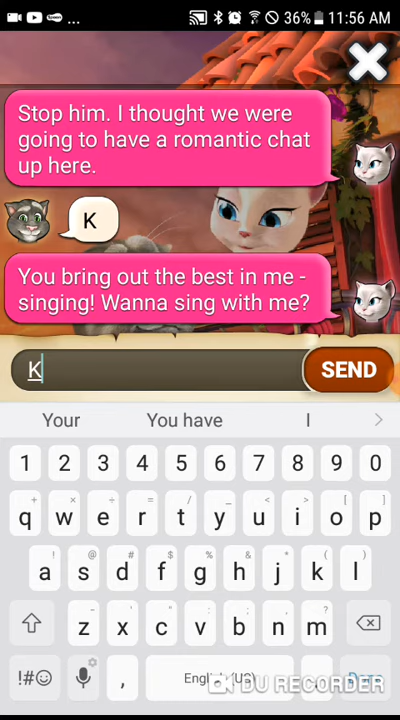 36% 11:56 AM
Stop him. I thought we were
going to have a romantic chat
up here.
K
You bring out the best in me -
singing! Wanna sing with me?
K
SEND
Your You have I
1 2 3 4 5 6 7 8 9 0
q w e r t y u i o p
a s d f g h j k l
z x c v b n m
!#☺ , English(US) .
DU RECORDER